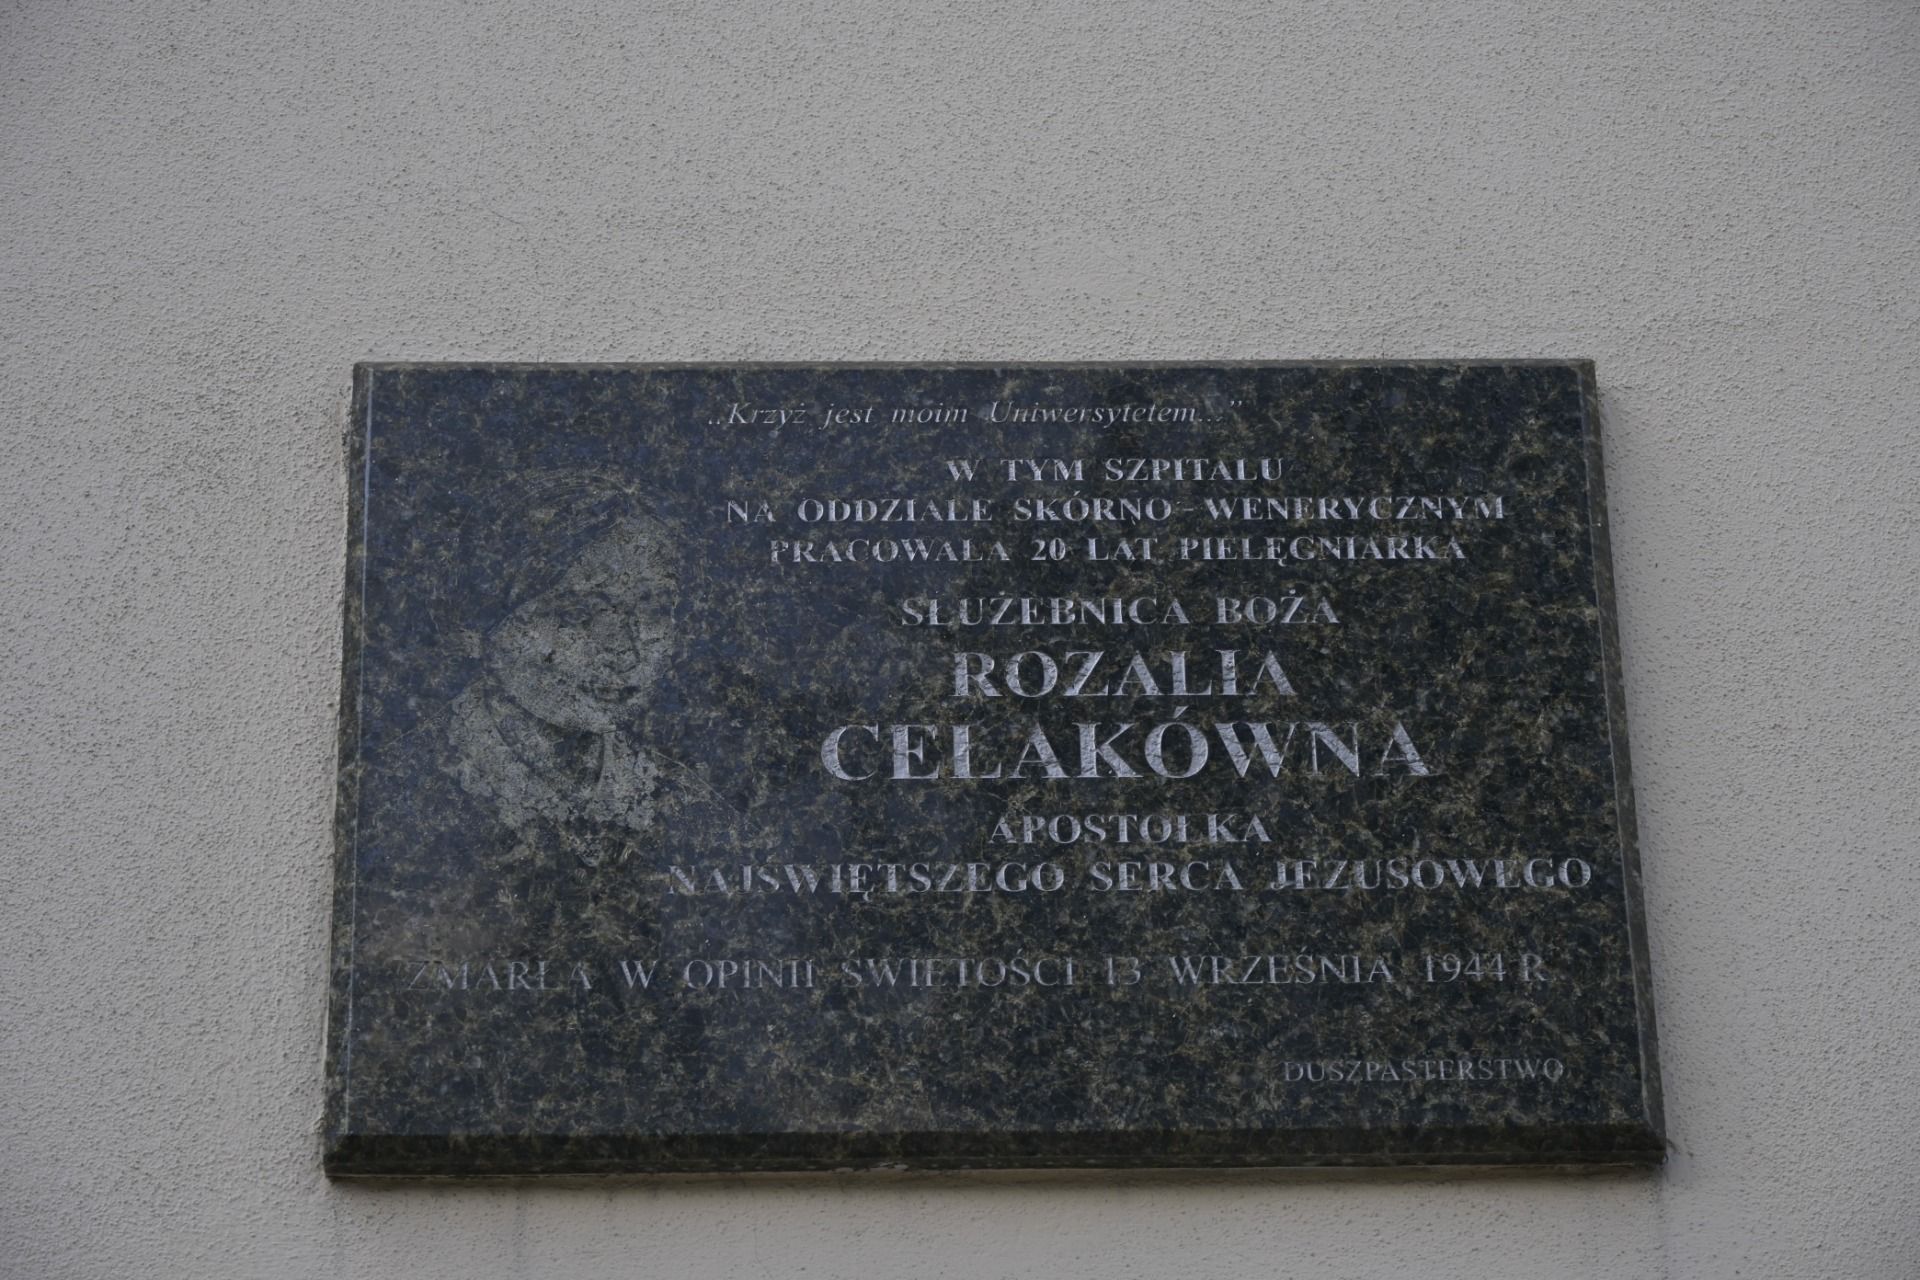 „Krzyż jest moim Uniwersytetem..."
W TYM SZPITALU
NA ODDZIALE SKÓRNO-WENERYCZNYM
PRACOWAŁA 20 LAT PIELĘGNIARKA
SŁUŻEBNICA BOŻA
ROZALIA
CELAKÓWNA
APOSTOŁKA
NAJŚWIĘTSZEGO SERCA JEZUSOWEGO
ZMARŁA W OPINII ŚWIĘTOŚCI 13 WRZEŚNIA 1944 R.
DUSZPASTERSTWO